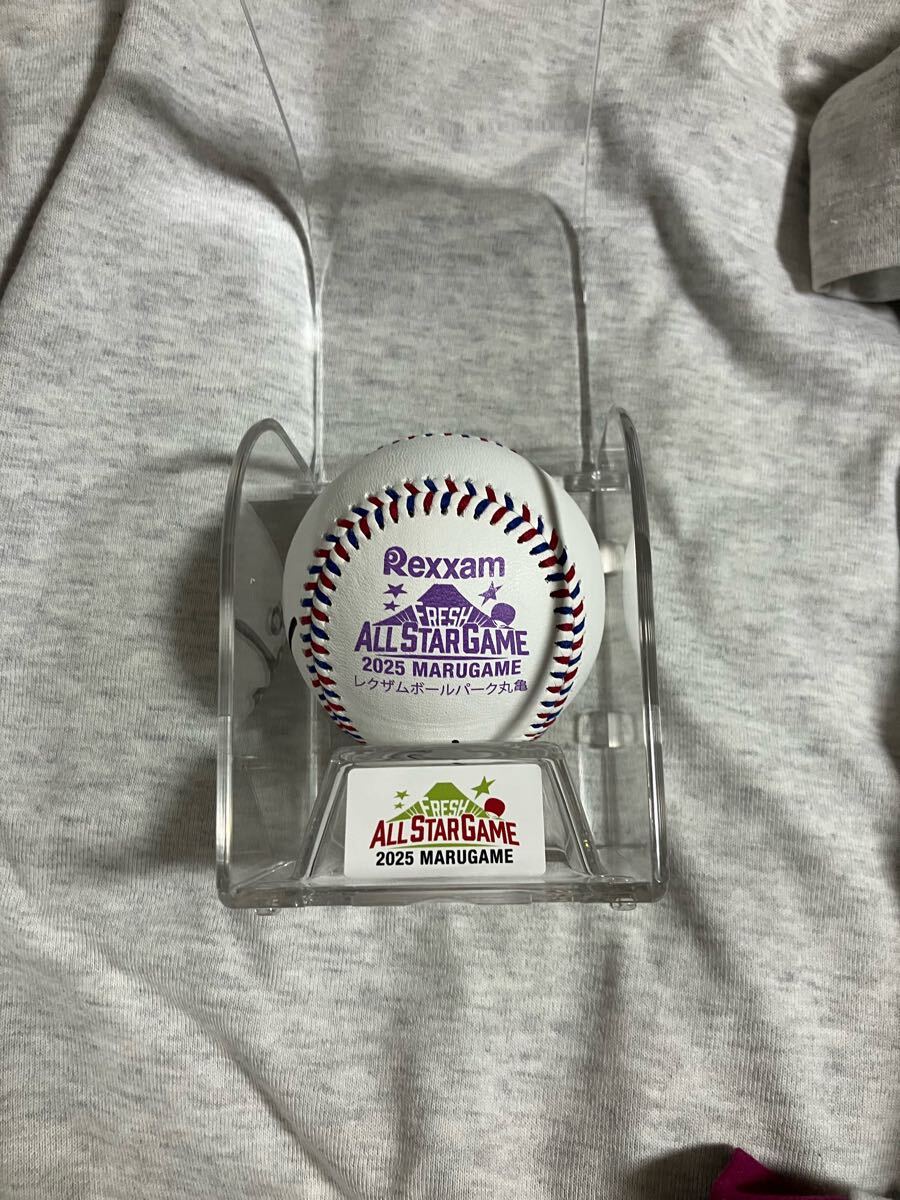 Rexxam
FRESH
ALL STAR GAME
2025 MARUGAME
レクザムボールパーク丸亀
FRESH
ALL STAR GAME
2025 MARUGAME